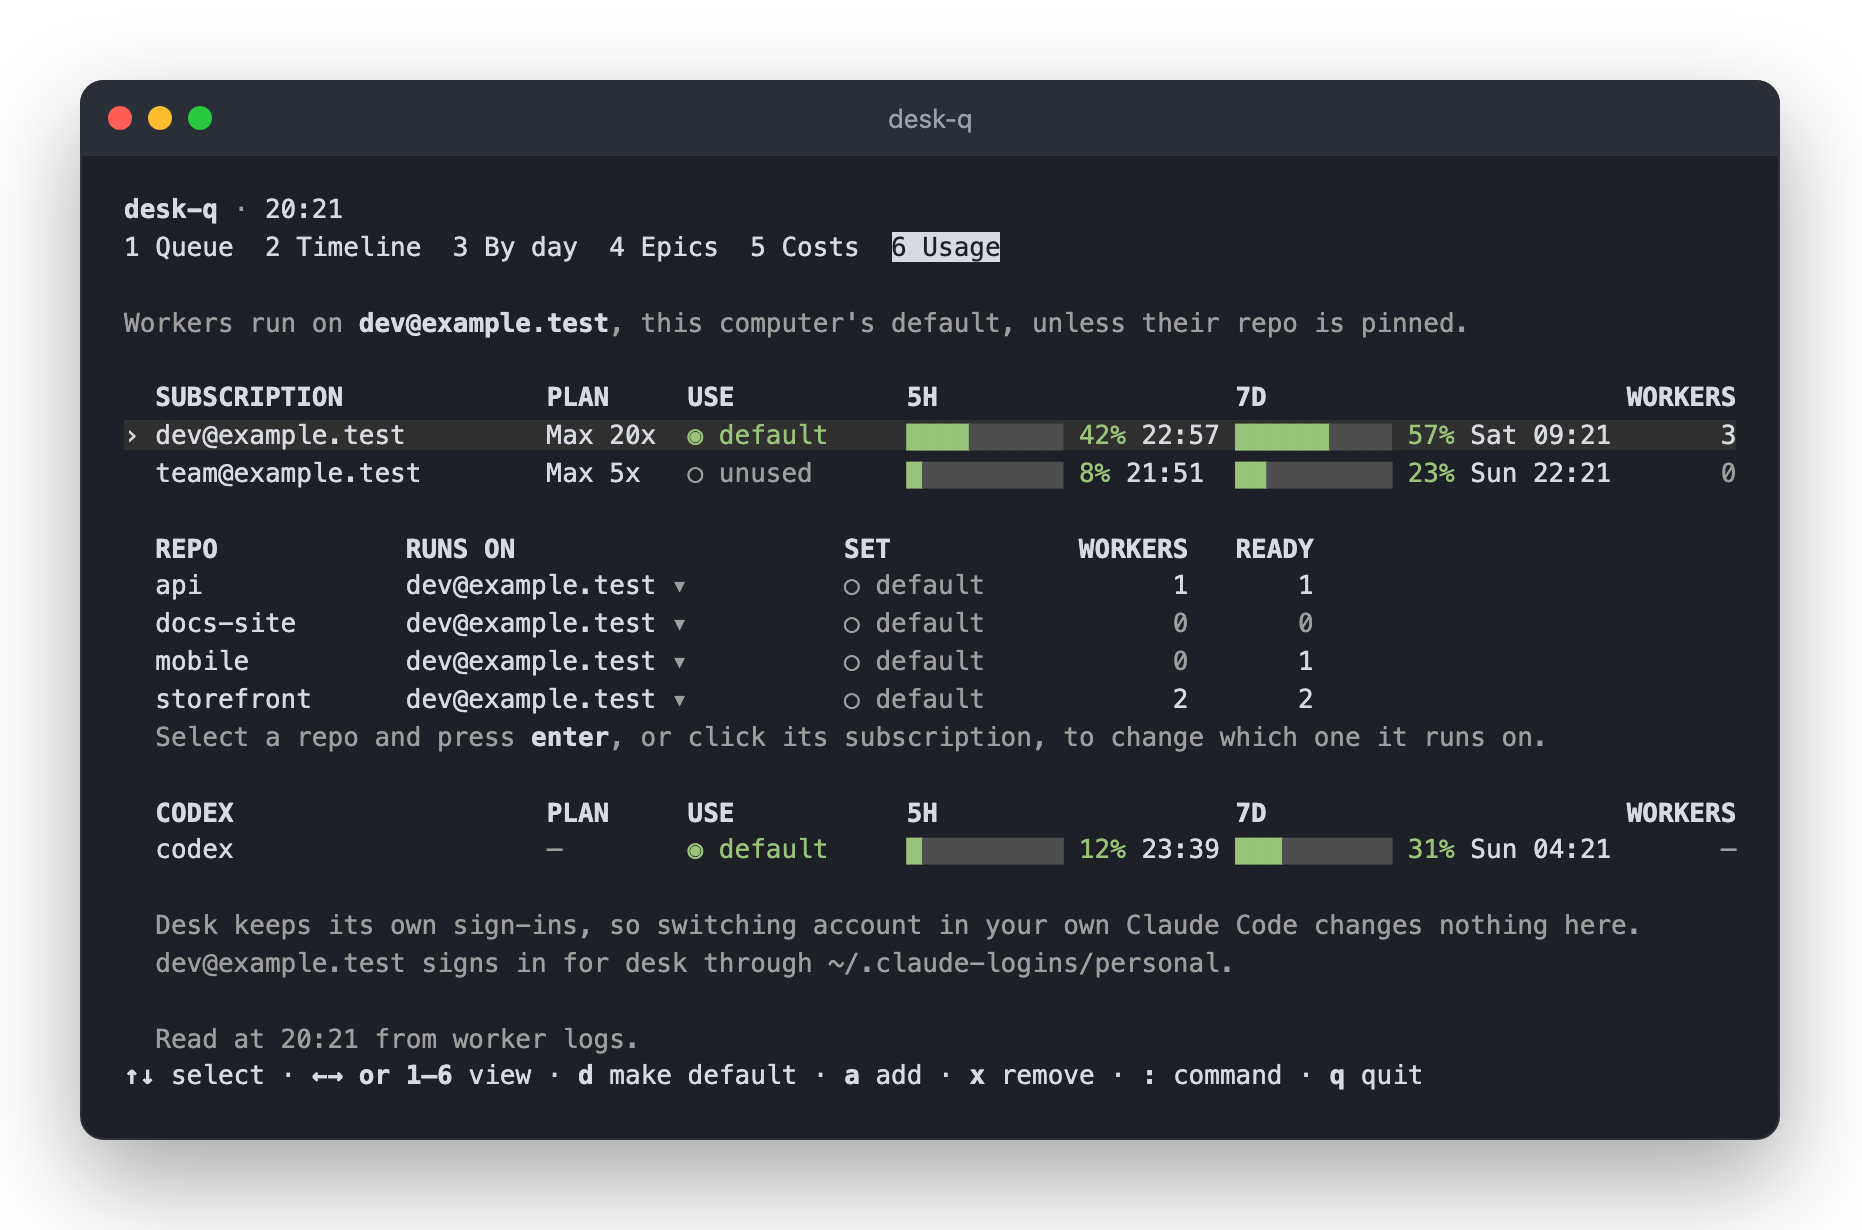 desk-q
desk-q · 20:21
1 Queue  2 Timeline  3 By day  4 Epics  5 Costs  6 Usage
Workers run on dev@example.test, this computer's default, unless their repo is pinned.
SUBSCRIPTION  PLAN  USE  5H  7D  WORKERS
› dev@example.test  Max 20x  ◉ default  42% 22:57  57% Sat 09:21  3
team@example.test  Max 5x  ○ unused  8% 21:51  23% Sun 22:21  0
REPO  RUNS ON  SET  WORKERS  READY
api  dev@example.test ▾  ○ default  1  1
docs-site  dev@example.test ▾  ○ default  0  0
mobile  dev@example.test ▾  ○ default  0  1
storefront  dev@example.test ▾  ○ default  2  2
Select a repo and press enter, or click its subscription, to change which one it runs on.
CODEX  PLAN  USE  5H  7D  WORKERS
codex  –  ◉ default  12% 23:39  31% Sun 04:21  –
Desk keeps its own sign-ins, so switching account in your own Claude Code changes nothing here.
dev@example.test signs in for desk through ~/.claude-logins/personal.
Read at 20:21 from worker logs.
↑↓ select · ←→ or 1–6 view · d make default · a add · x remove · : command · q quit